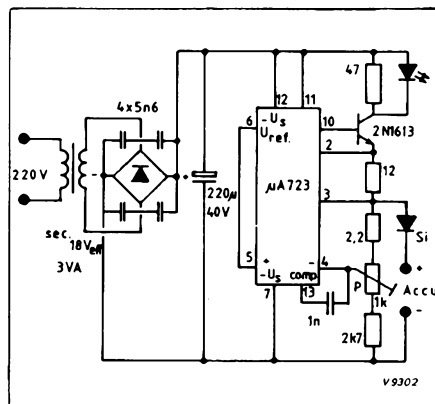 4x5n6
220V
sec.
18Veff
3VA
-
+
220µ
40V
12
11
6
-Us
Uref.
10
2
µA723
3
5
+
-Us
comp.
-
4
7
13
1n
47
2N1613
12
2,2
Si
P
1k
+
Accu
-
2k7
V9302